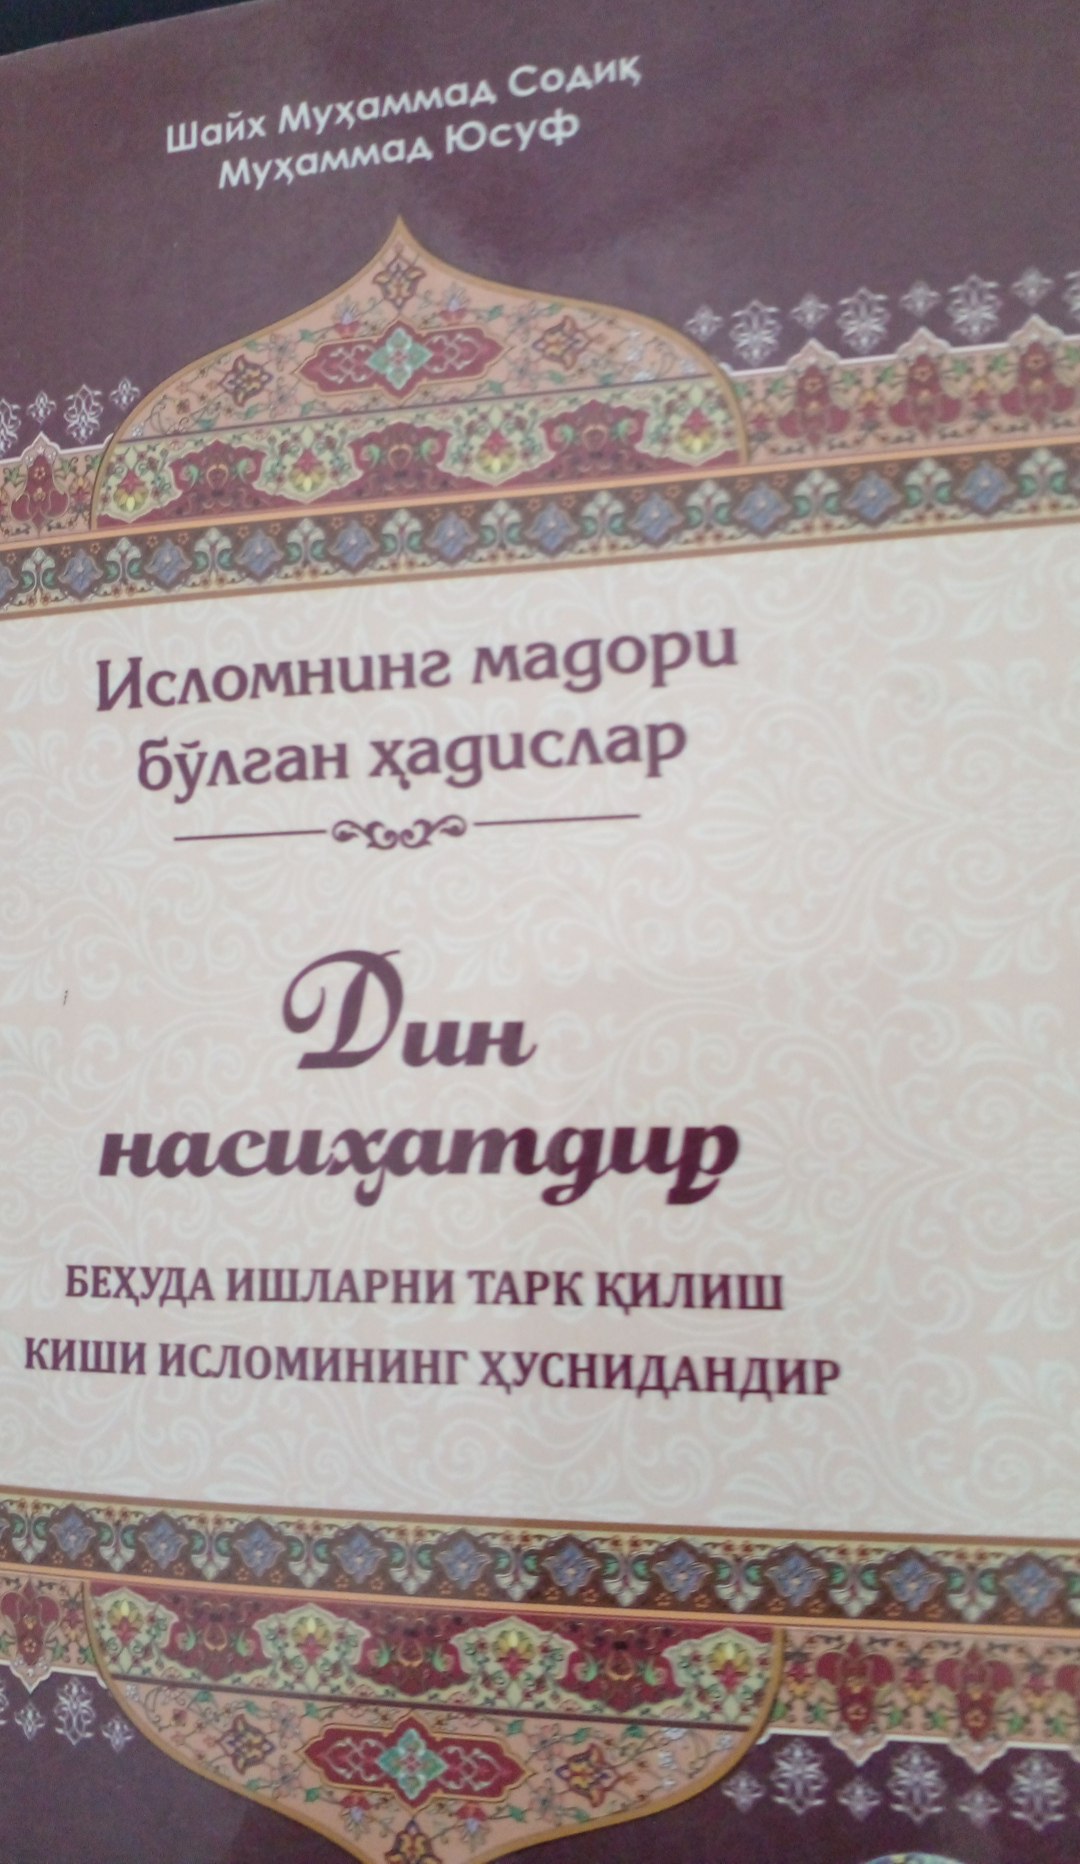 Шайх Муҳаммад Содиқ
Муҳаммад Юсуф
Исломнинг мадори
бўлган ҳадислар
Дин
насиҳатдир
БЕҲУДА ИШЛАРНИ ТАРК ҚИЛИШ
КИШИ ИСЛОМИНИНГ ҲУСНИДАНДИР